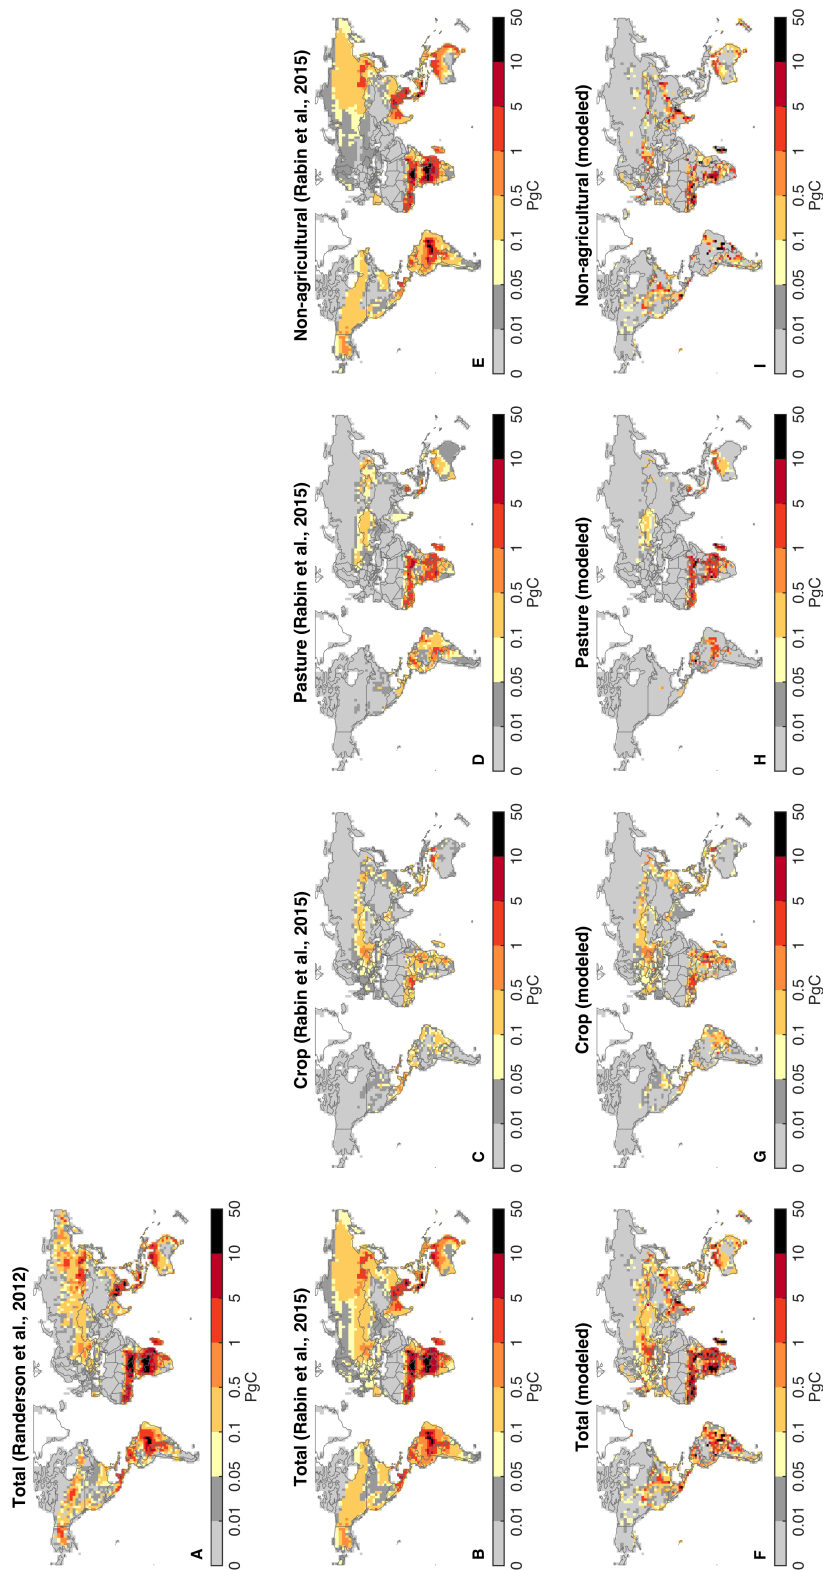 Total (Randerson et al., 2012)
A
0 0.01 0.05 0.1 0.5 1 5 10 50
PgC
Total (Rabin et al., 2015)
B
0 0.01 0.05 0.1 0.5 1 5 10 50
PgC
Crop (Rabin et al., 2015)
C
0 0.01 0.05 0.1 0.5 1 5 10 50
PgC
Pasture (Rabin et al., 2015)
D
0 0.01 0.05 0.1 0.5 1 5 10 50
PgC
Non-agricultural (Rabin et al., 2015)
E
0 0.01 0.05 0.1 0.5 1 5 10 50
PgC
Total (modeled)
F
0 0.01 0.05 0.1 0.5 1 5 10 50
PgC
Crop (modeled)
G
0 0.01 0.05 0.1 0.5 1 5 10 50
PgC
Pasture (modeled)
H
0 0.01 0.05 0.1 0.5 1 5 10 50
PgC
Non-agricultural (modeled)
I
0 0.01 0.05 0.1 0.5 1 5 10 50
PgC